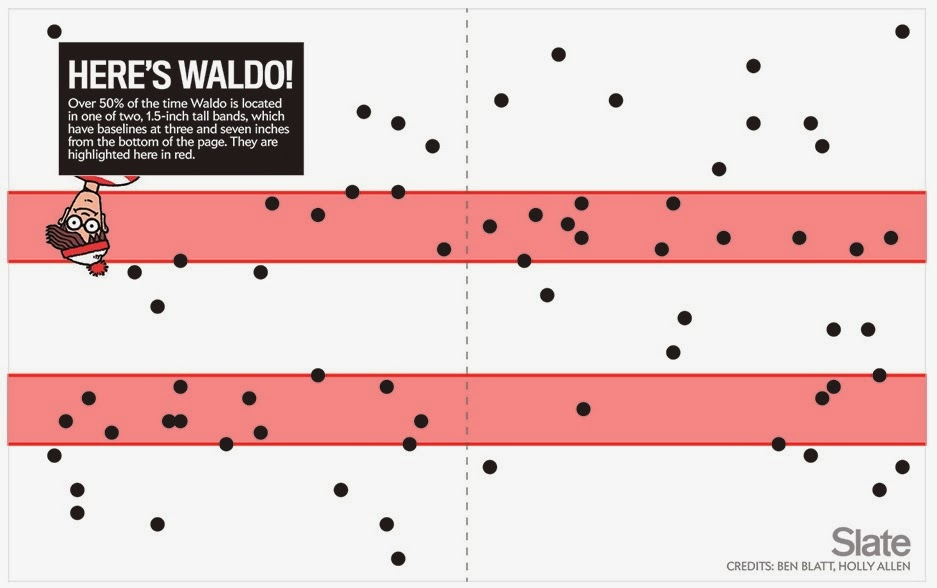 HERE'S WALDO!
Over 50% of the time Waldo is located
in one of two, 1.5-inch tall bands, which
have baselines at three and seven inches
from the bottom of the page. They are
highlighted here in red.
Slate
CREDITS: BEN BLATT, HOLLY ALLEN